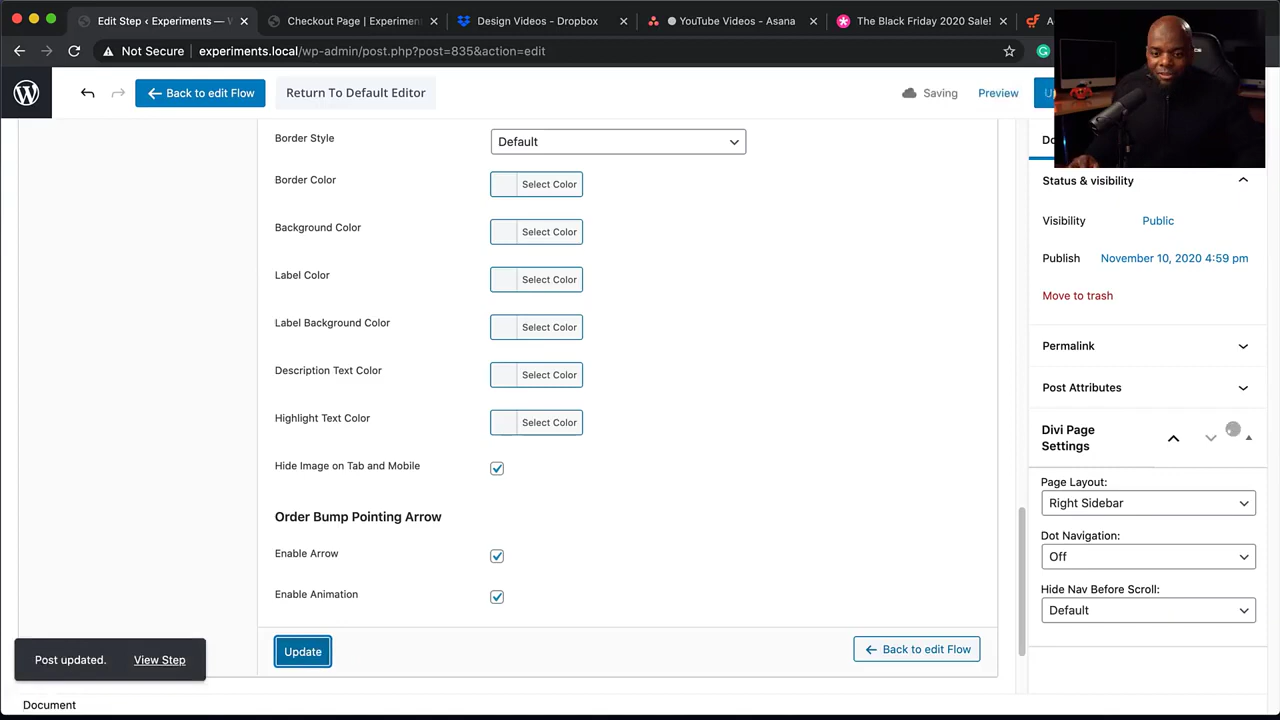 Edit Step ‹ Experiments —
Checkout Page | Experimen
Design Videos - Dropbox
YouTube Videos - Asana
The Black Friday 2020 Sale!
Not Secure
experiments.local/wp-admin/post.php?post=835&action=edit
Back to edit Flow
Return To Default Editor
Saving
Preview
Border Style
Default
Border Color
Select Color
Background Color
Select Color
Label Color
Select Color
Label Background Color
Select Color
Description Text Color
Select Color
Highlight Text Color
Select Color
Hide Image on Tab and Mobile
Order Bump Pointing Arrow
Enable Arrow
Enable Animation
Update
Back to edit Flow
Post updated.
View Step
Document
Status & visibility
Visibility
Public
Publish
November 10, 2020 4:59 pm
Move to trash
Permalink
Post Attributes
Divi Page
Settings
Page Layout:
Right Sidebar
Dot Navigation:
Off
Hide Nav Before Scroll:
Default